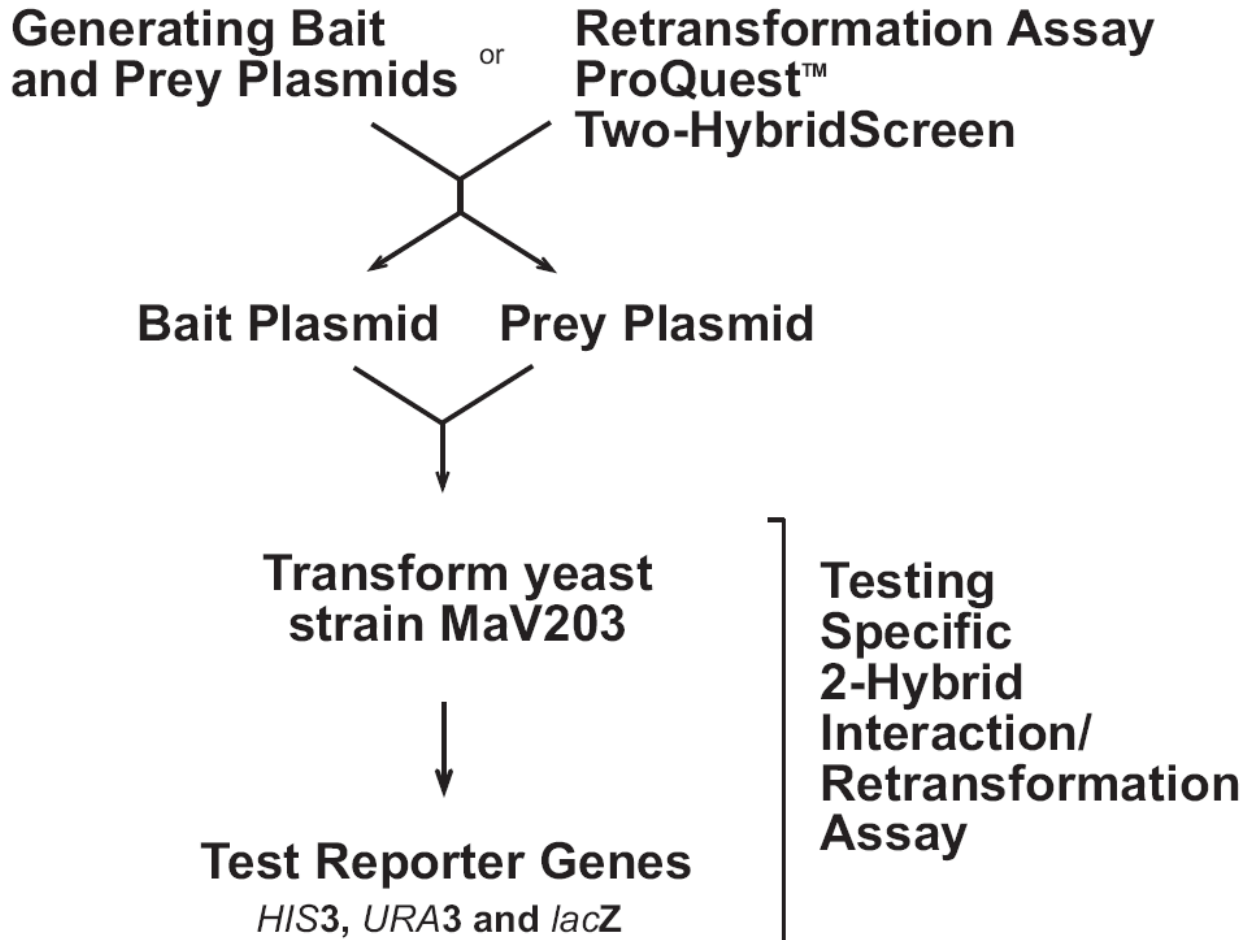 Generating Bait
and Prey Plasmids
or
Retransformation Assay
ProQuest™
Two-HybridScreen
Bait Plasmid
Prey Plasmid
Transform yeast
strain MaV203
Testing
Specific
2-Hybrid
Interaction/
Retransformation
Assay
Test Reporter Genes
HIS3, URA3 and lacZ